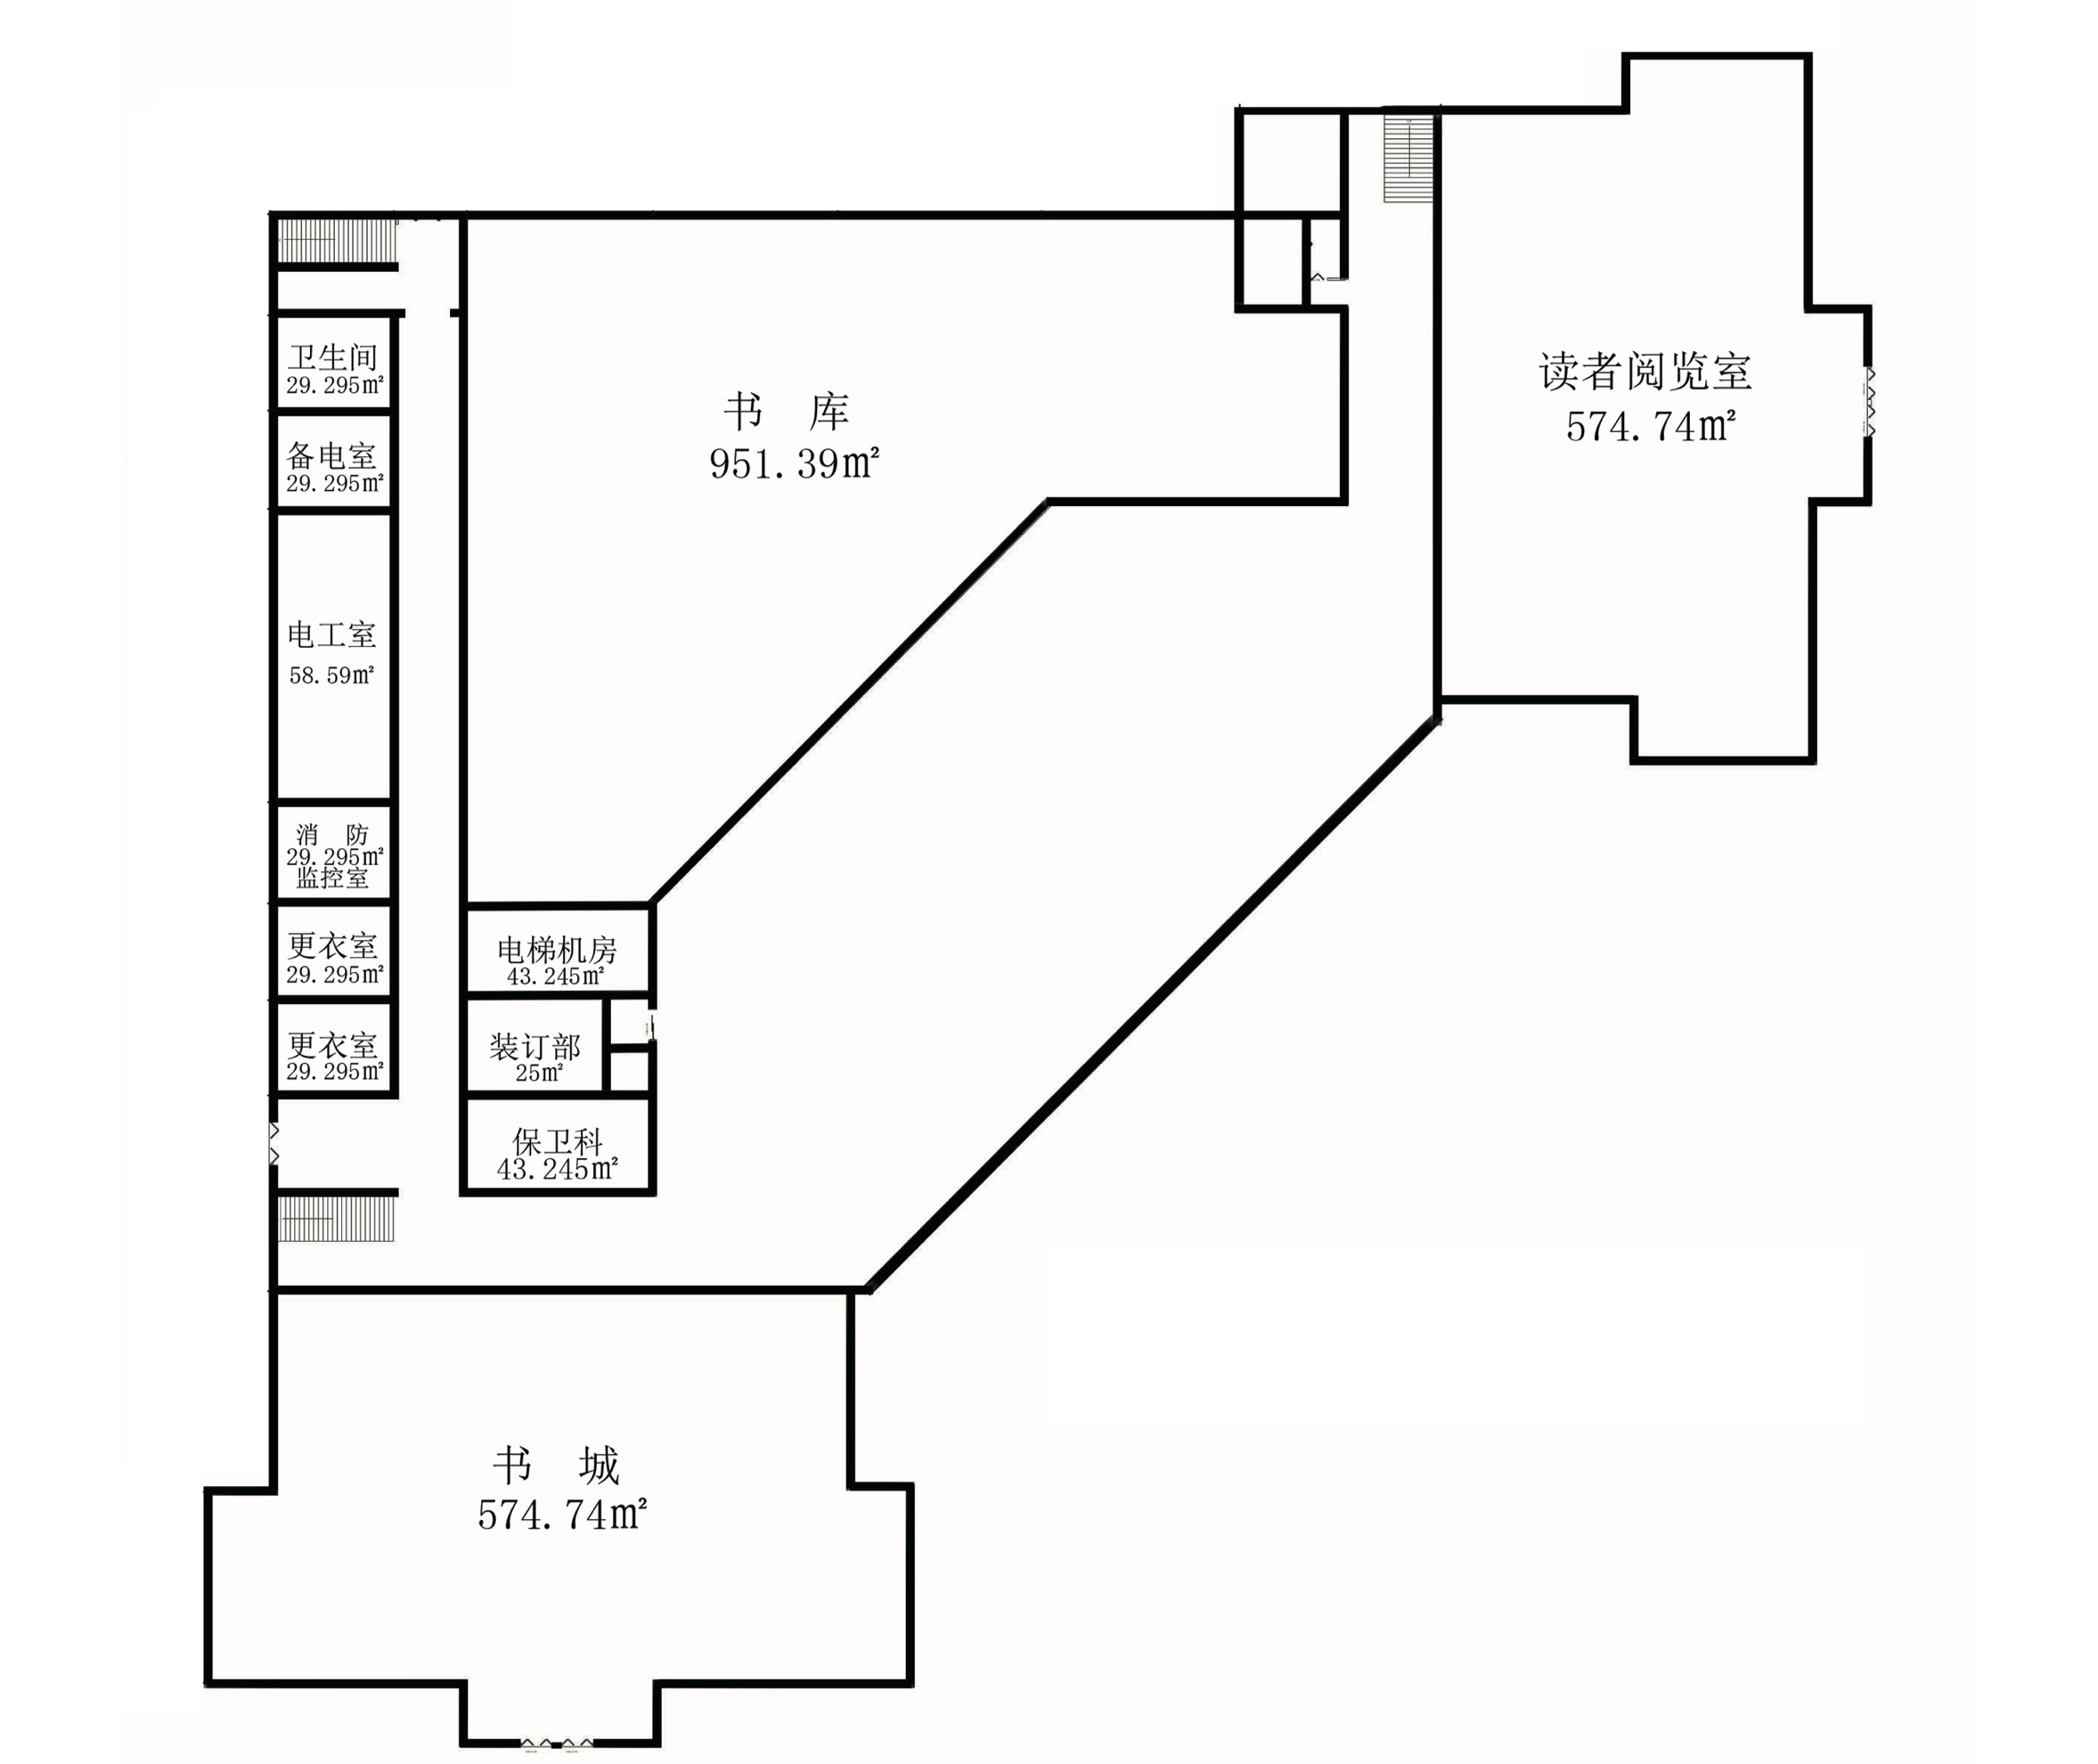 卫生间
29.295m²
备电室
29.295m²
电工室
58.59m²
消 防
29.295m²
监控室
更衣室
29.295m²
更衣室
29.295m²
书 库
951.39m²
读者阅览室
574.74m²
电梯机房
43.245m²
装订部
25m²
保卫科
43.245m²
书 城
574.74m²